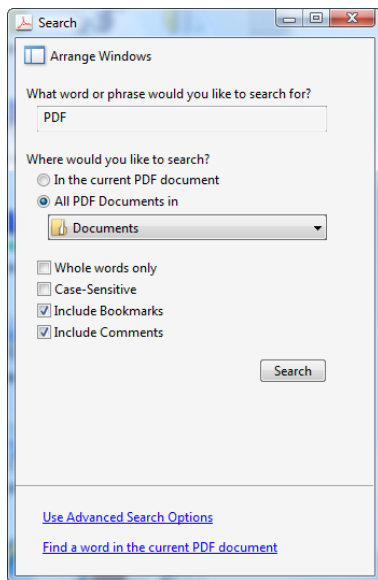 Search
Arrange Windows
What word or phrase would you like to search for?
PDF
Where would you like to search?
In the current PDF document
All PDF Documents in
Documents
Whole words only
Case-Sensitive
Include Bookmarks
Include Comments
Search
Use Advanced Search Options
Find a word in the current PDF document